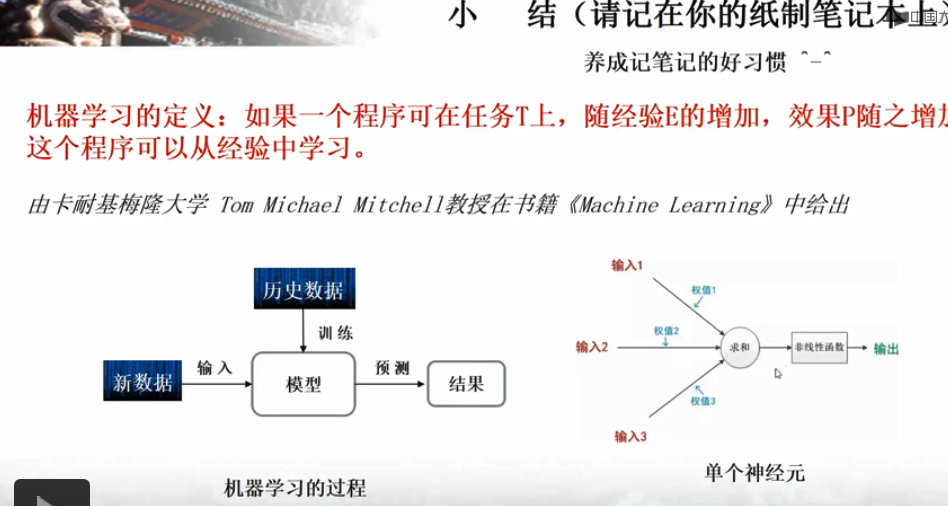 小 结（请记在你的纸制笔记本上）
养成记笔记的好习惯 ^-^
机器学习的定义：如果一个程序可在任务T上，随经验E的增加，效果P随之增加
这个程序可以从经验中学习。
由卡耐基梅隆大学 Tom Michael Mitchell教授在书籍《Machine Learning》中给出
历史数据
训练
新数据
输入
模型
预测
结果
机器学习的过程
输入1
权值1
输入2
权值2
求和
非线性函数
输出
权值3
输入3
单个神经元